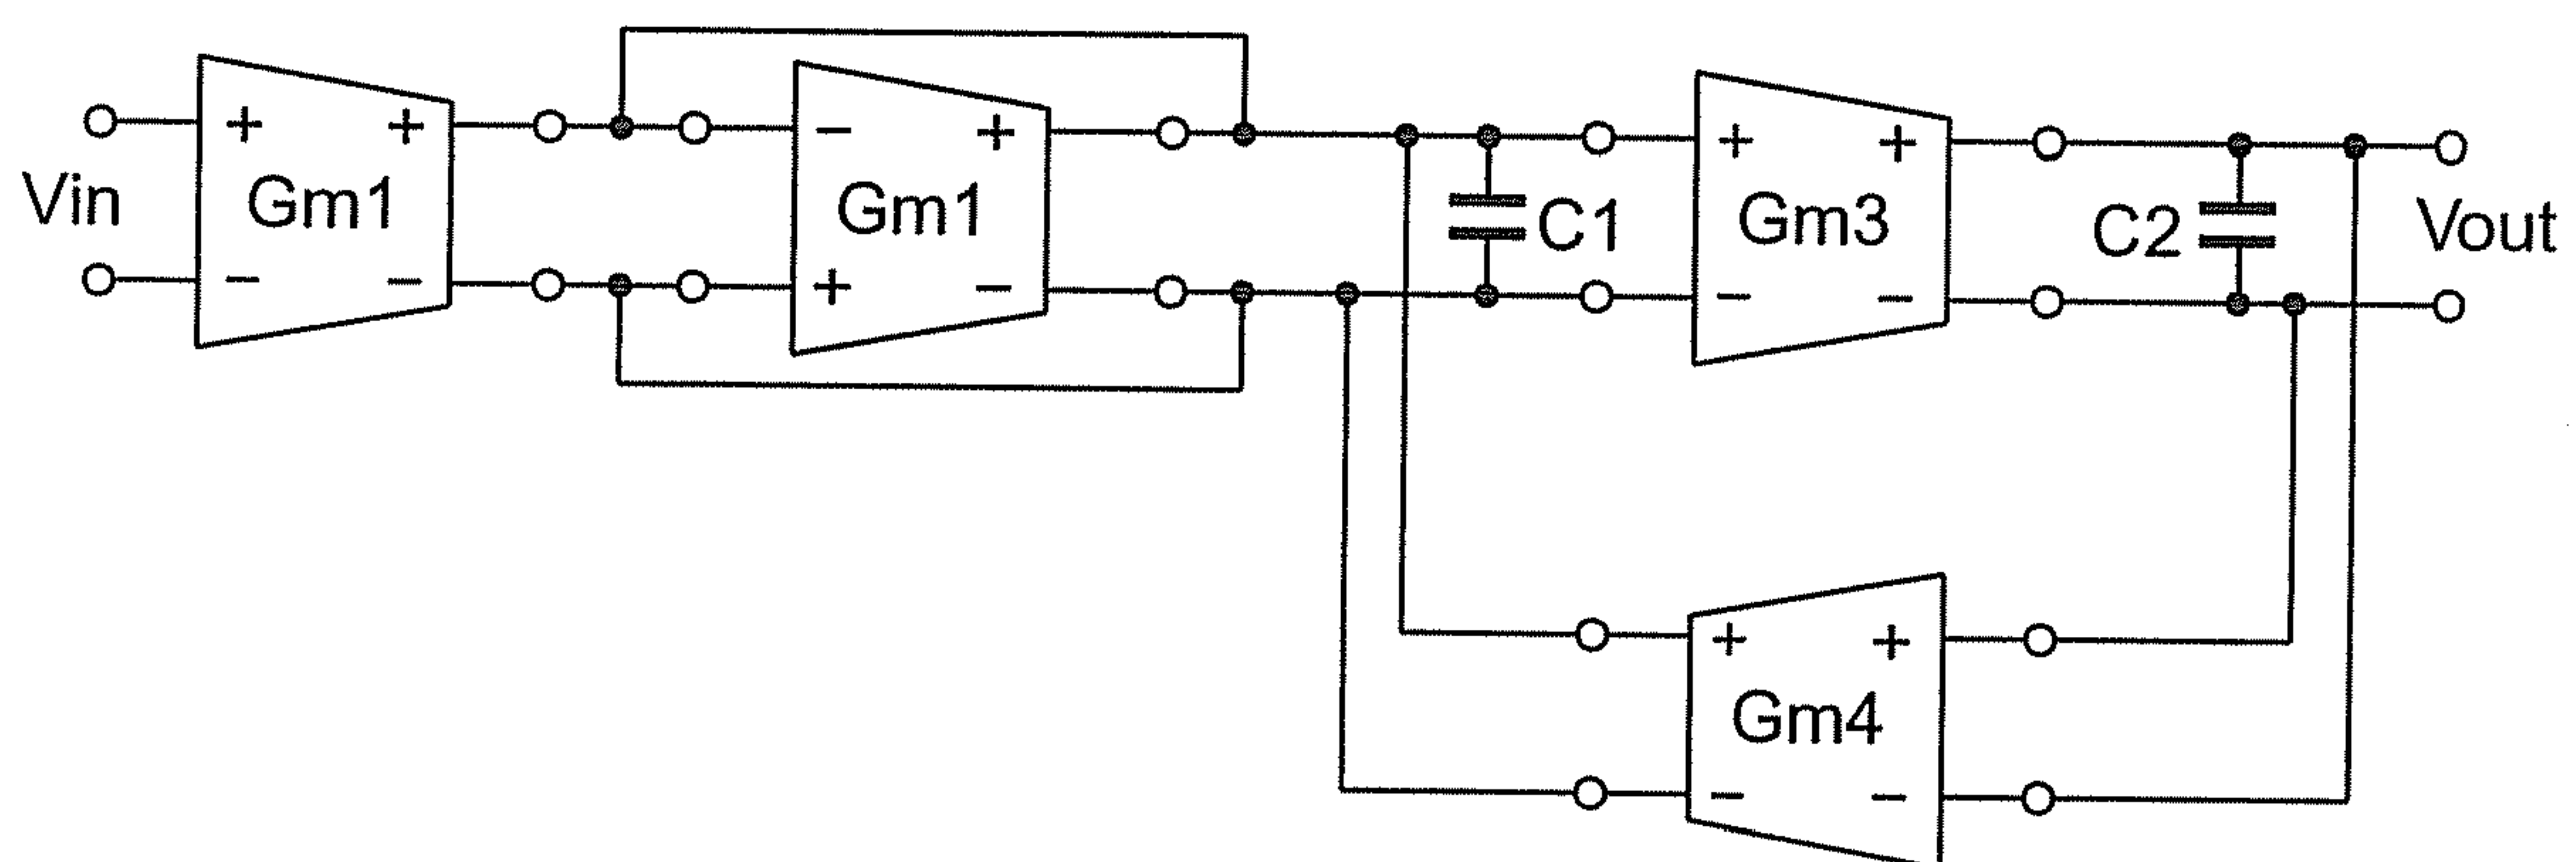 + + − + + +
Vin Gm1 Gm1 C1 Gm3 C2 Vout
− − + − − −
+ +
Gm4
− −